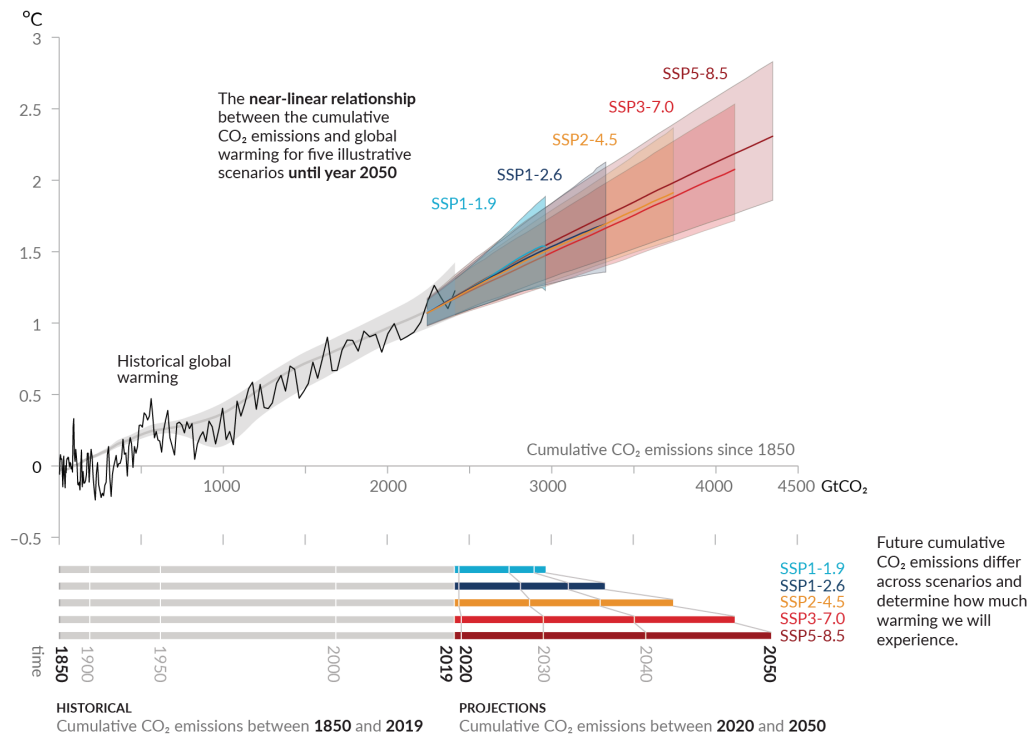 °C
3
2.5
2
1.5
1
0.5
0
–0.5
The near-linear relationship
between the cumulative
CO₂ emissions and global
warming for five illustrative
scenarios until year 2050
SSP5-8.5
SSP3-7.0
SSP2-4.5
SSP1-2.6
SSP1-1.9
Historical global
warming
Cumulative CO₂ emissions since 1850
1000
2000
3000
4000
4500 GtCO₂
SSP1-1.9
SSP1-2.6
SSP2-4.5
SSP3-7.0
SSP5-8.5
Future cumulative
CO₂ emissions differ
across scenarios and
determine how much
warming we will
experience.
time
1850
1900
1950
2000
2019
2020
2030
2040
2050
HISTORICAL
Cumulative CO₂ emissions between 1850 and 2019
PROJECTIONS
Cumulative CO₂ emissions between 2020 and 2050